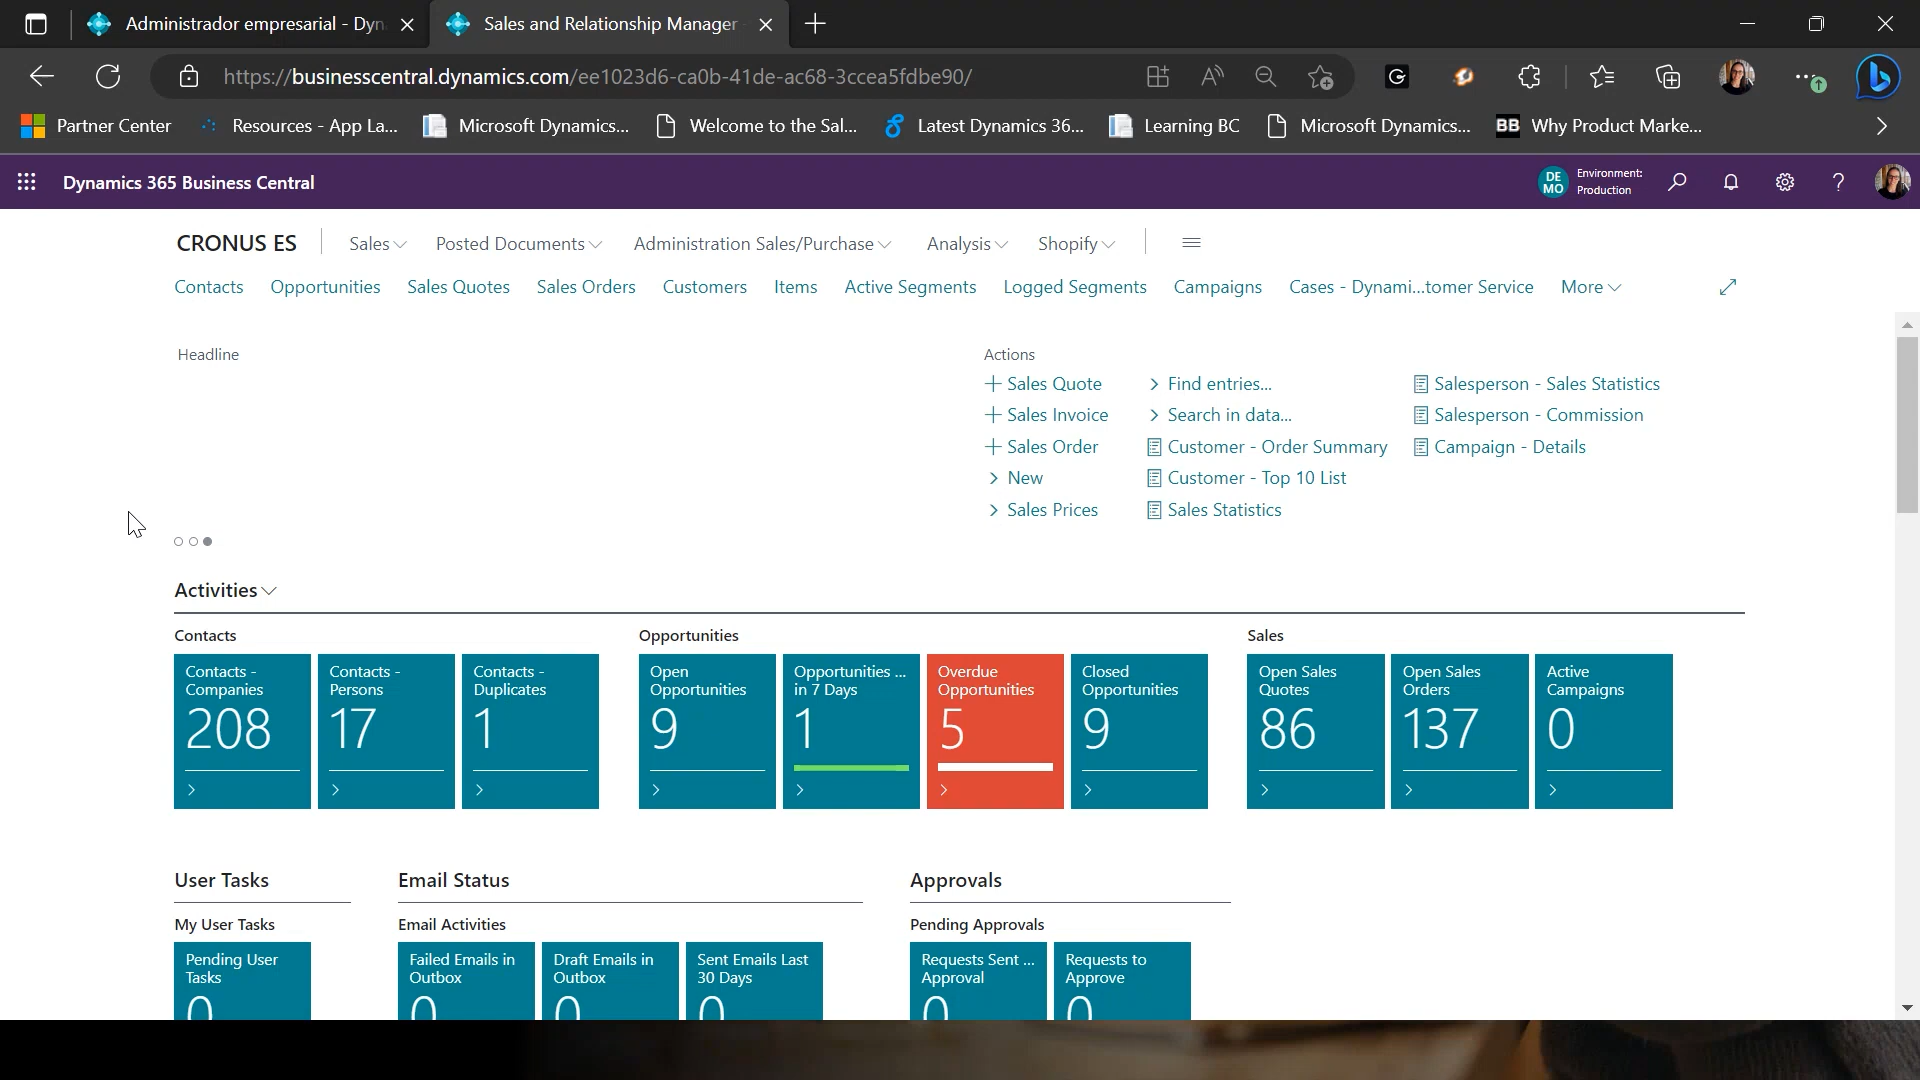 Administrador empresarial - Dyn
Sales and Relationship Manager -
https://businesscentral.dynamics.com/ee1023d6-ca0b-41de-ac68-3ccea5fdbe90/
Partner Center
Resources - App La...
Microsoft Dynamics...
Welcome to the Sal...
Latest Dynamics 36...
Learning BC
Microsoft Dynamics...
BB Why Product Marke...
Dynamics 365 Business Central
DE
MO
Environment:
Production
CRONUS ES
Sales
Posted Documents
Administration Sales/Purchase
Analysis
Shopify
Contacts
Opportunities
Sales Quotes
Sales Orders
Customers
Items
Active Segments
Logged Segments
Campaigns
Cases - Dynami...tomer Service
More
Headline
Actions
Sales Quote
Sales Invoice
Sales Order
New
Sales Prices
Find entries...
Search in data...
Customer - Order Summary
Customer - Top 10 List
Sales Statistics
Salesperson - Sales Statistics
Salesperson - Commission
Campaign - Details
Activities
Contacts
Contacts -
Companies
208
Contacts -
Persons
17
Contacts -
Duplicates
1
Opportunities
Open
Opportunities
9
Opportunities ...
in 7 Days
1
Overdue
Opportunities
5
Closed
Opportunities
9
Sales
Open Sales
Quotes
86
Open Sales
Orders
137
Active
Campaigns
0
User Tasks
My User Tasks
Pending User
Tasks
0
Email Status
Email Activities
Failed Emails in
Outbox
0
Draft Emails in
Outbox
0
Sent Emails Last
30 Days
0
Approvals
Pending Approvals
Requests Sent ...
Approval
0
Requests to
Approve
0